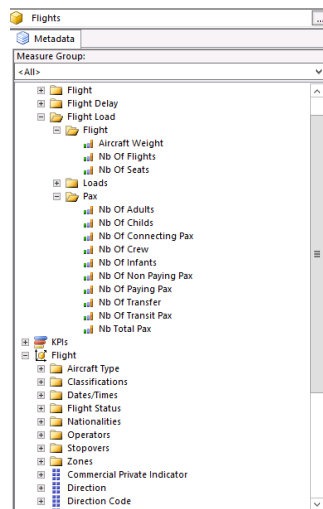 Flights
...
Metadata
Measure Group:
<All>
Flight
Flight Delay
Flight Load
Flight
Aircraft Weight
Nb Of Flights
Nb Of Seats
Loads
Pax
Nb Of Adults
Nb Of Childs
Nb Of Connecting Pax
Nb Of Crew
Nb Of Infants
Nb Of Non Paying Pax
Nb Of Paying Pax
Nb Of Transfer
Nb Of Transit Pax
Nb Total Pax
KPIs
Flight
Aircraft Type
Classifications
Dates/Times
Flight Status
Nationalities
Operators
Stopovers
Zones
Commercial Private Indicator
Direction
Direction Code